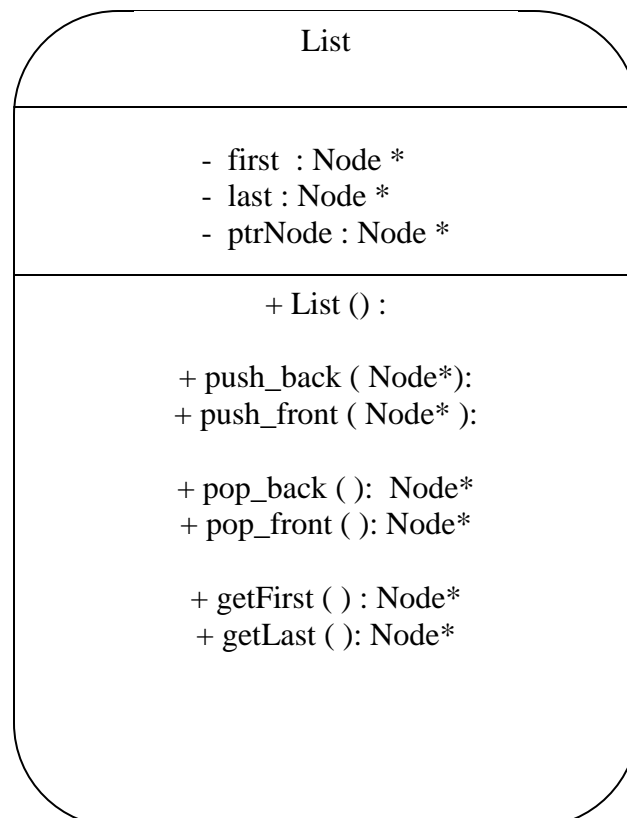 List
- first : Node *
- last : Node *
- ptrNode : Node *
+ List () :
+ push_back ( Node*):
+ push_front ( Node* ):
+ pop_back ( ): Node*
+ pop_front ( ): Node*
+ getFirst ( ) : Node*
+ getLast ( ): Node*